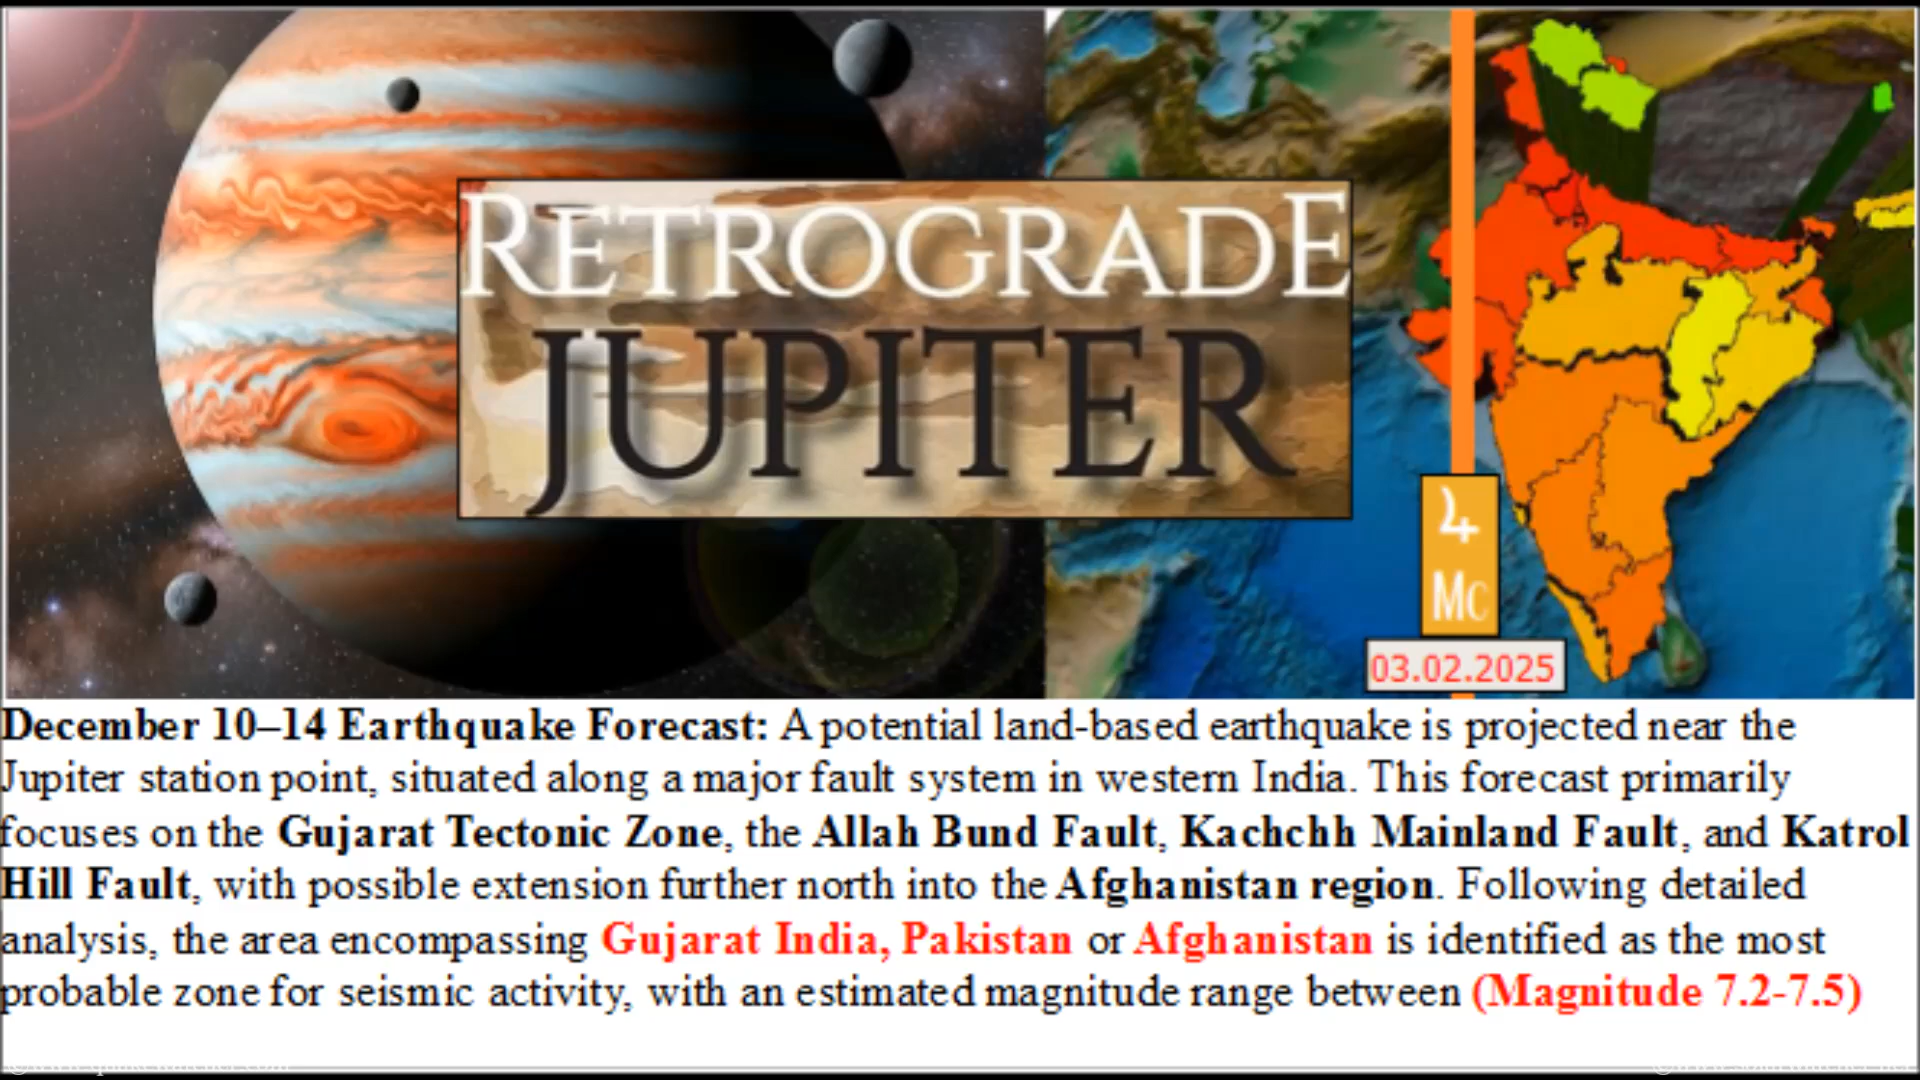 RETROGRADE
JUPITER
♃
Mc
03.02.2025
December 10–14 Earthquake Forecast: A potential land-based earthquake is projected near the
Jupiter station point, situated along a major fault system in western India. This forecast primarily
focuses on the Gujarat Tectonic Zone, the Allah Bund Fault, Kachchh Mainland Fault, and Katrol
Hill Fault, with possible extension further north into the Afghanistan region. Following detailed
analysis, the area encompassing Gujarat India, Pakistan or Afghanistan is identified as the most
probable zone for seismic activity, with an estimated magnitude range between (Magnitude 7.2-7.5)